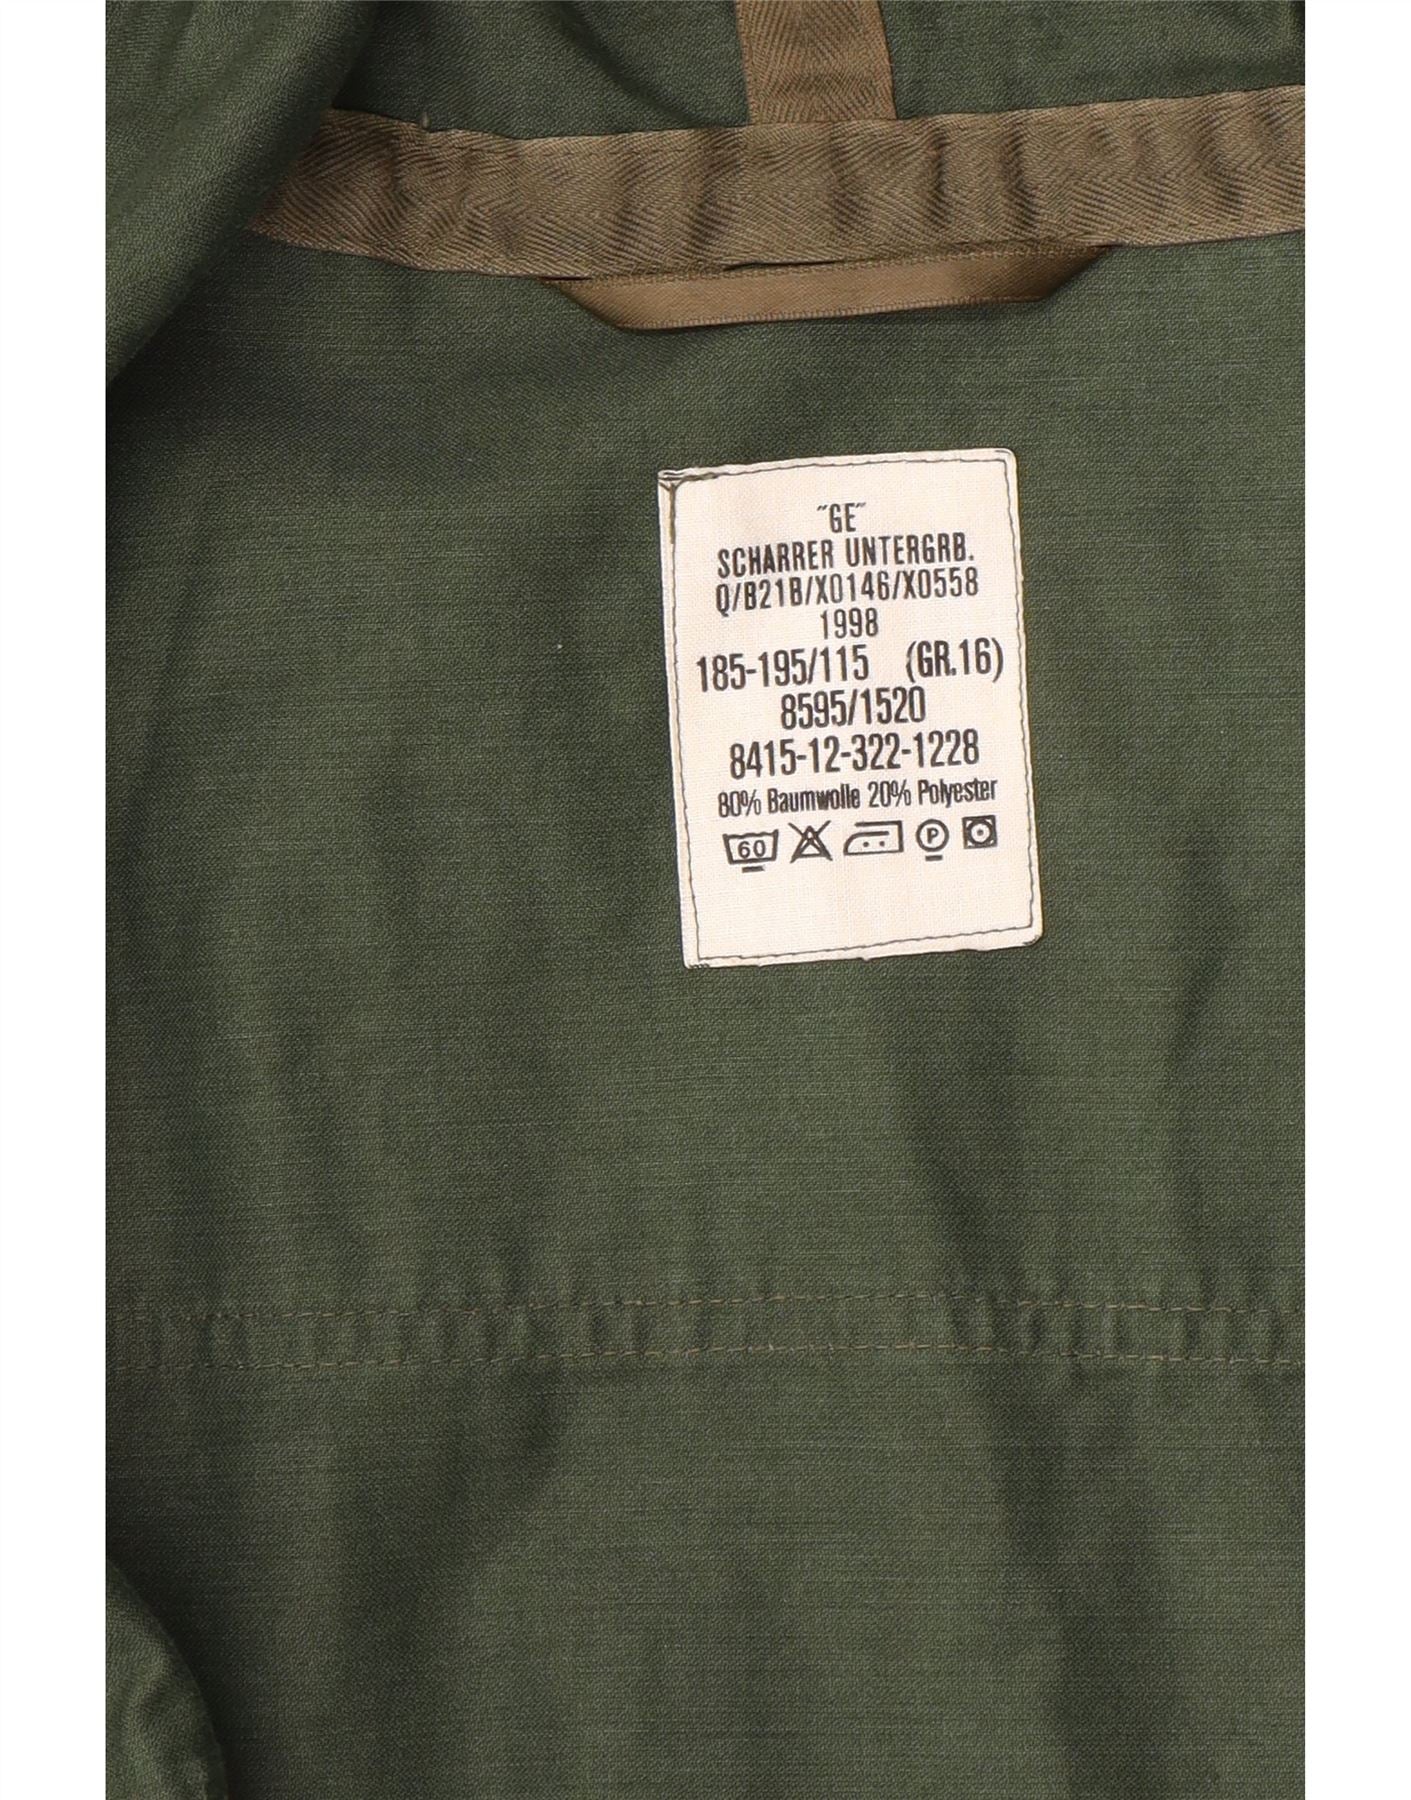 "GE"
SCHARRER UNTERGRB.
Q/B21B/X0146/X0558
1998
185-195/115 (GR.16)
8595/1520
8415-12-322-1228
80% Baumwolle 20% Polyester
60 P